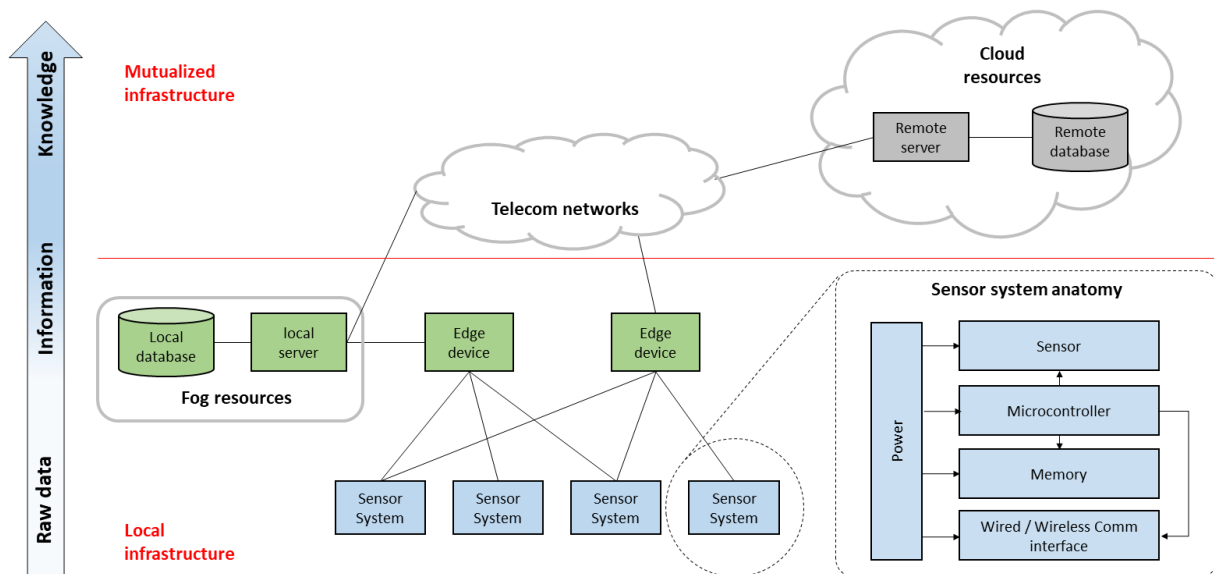 Knowledge
Information
Raw data
Mutualized
infrastructure
Cloud
resources
Remote
server
Remote
database
Telecom networks
Local
database
local
server
Fog resources
Edge
device
Edge
device
Sensor
System
Sensor
System
Sensor
System
Sensor
System
Local
infrastructure
Sensor system anatomy
Power
Sensor
Microcontroller
Memory
Wired / Wireless Comm
interface